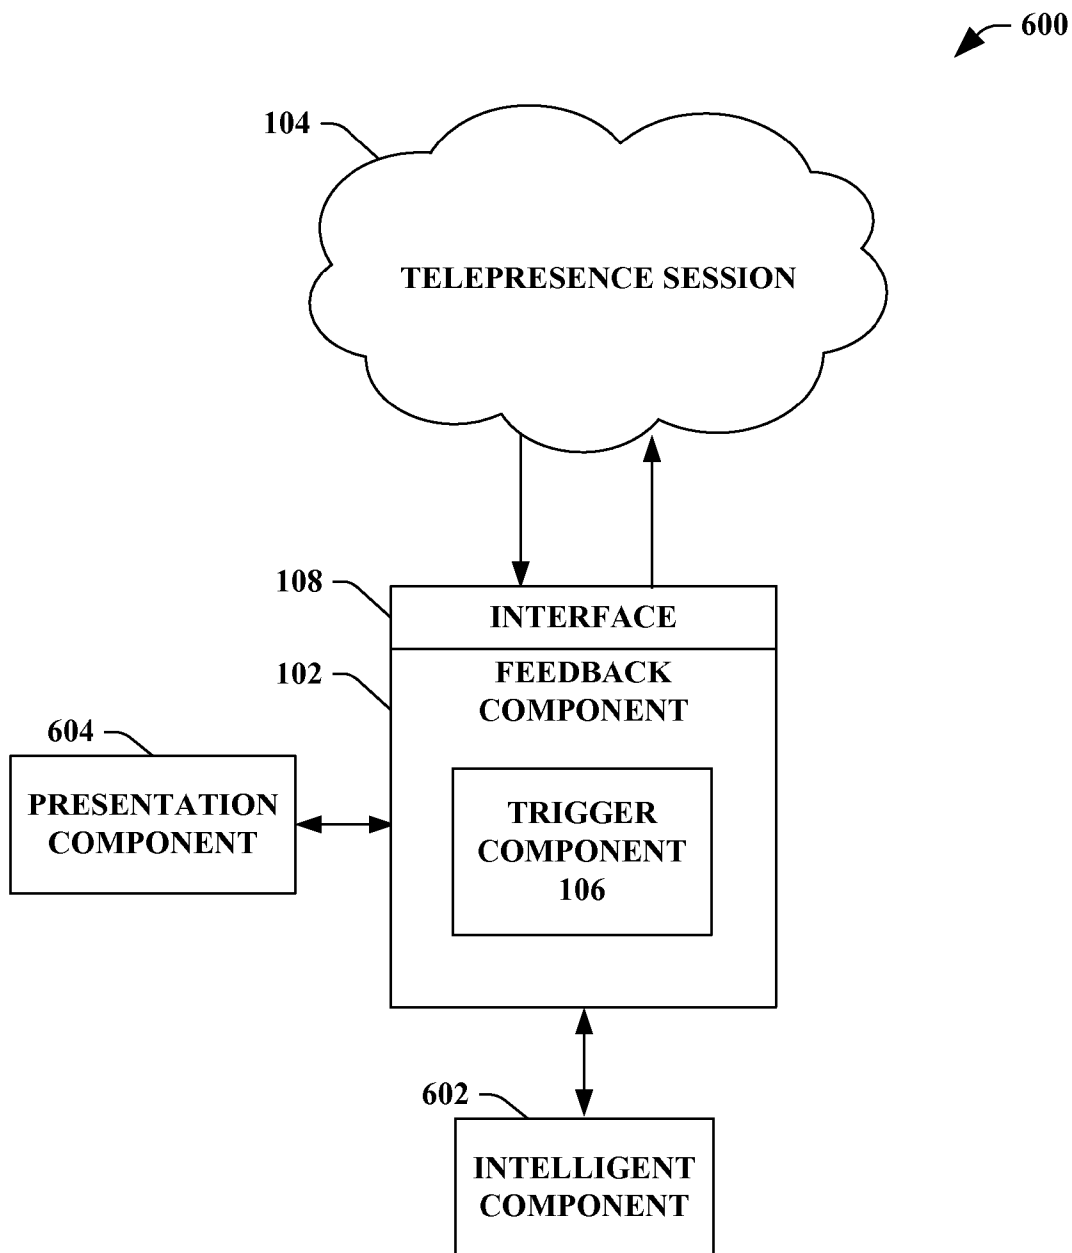 600
104
TELEPRESENCE SESSION
108
INTERFACE
102
FEEDBACK
COMPONENT
604
PRESENTATION
COMPONENT
TRIGGER
COMPONENT
106
602
INTELLIGENT
COMPONENT